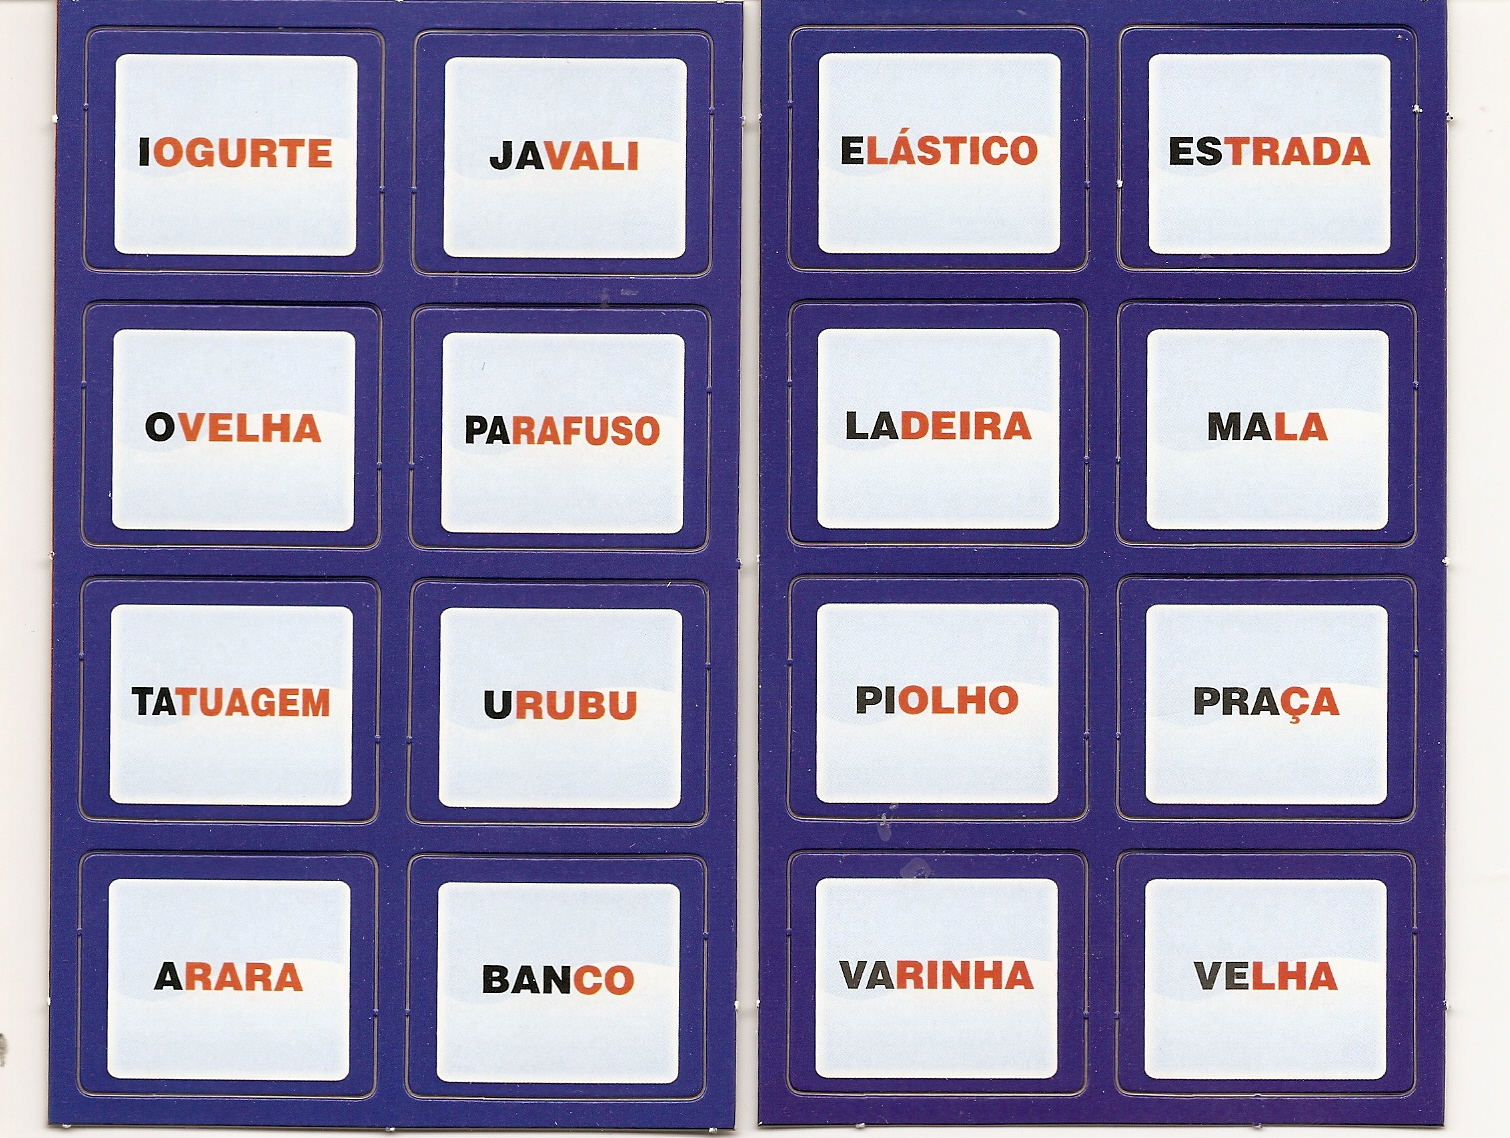 IOGURTE
JAVALI
OVELHA
PARAFUSO
TATUAGEM
URUBU
ARARA
BANCO
ELÁSTICO
ESTRADA
LADEIRA
MALA
PIOLHO
PRAÇA
VARINHA
VELHA